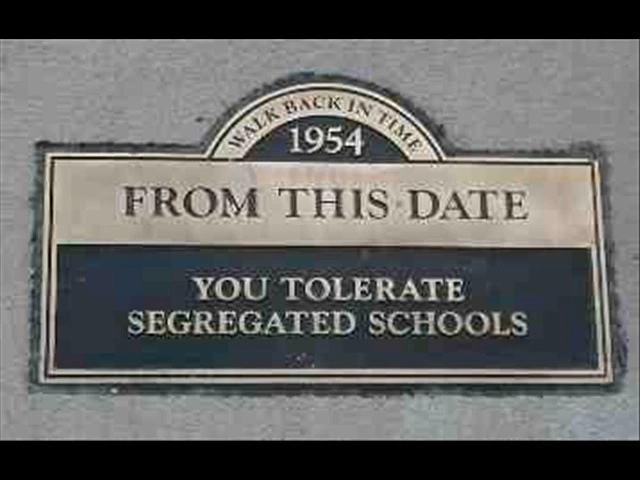 WALK BACK IN TIME
1954
FROM THIS DATE
YOU TOLERATE
SEGREGATED SCHOOLS